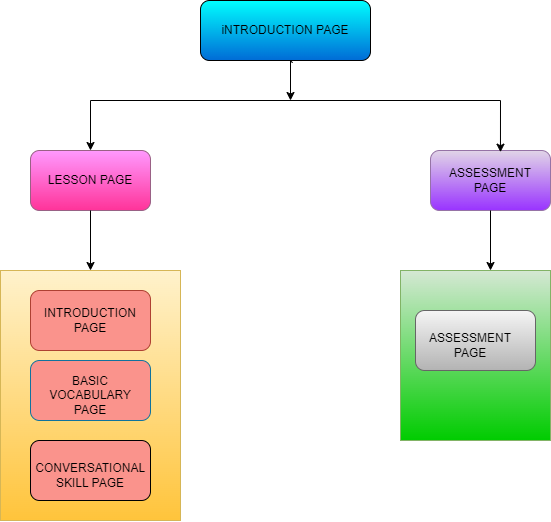 iNTRODUCTION PAGE
LESSON PAGE
ASSESSMENT
PAGE
INTRODUCTION
PAGE
BASIC
VOCABULARY
PAGE
CONVERSATIONAL
SKILL PAGE
ASSESSMENT
PAGE